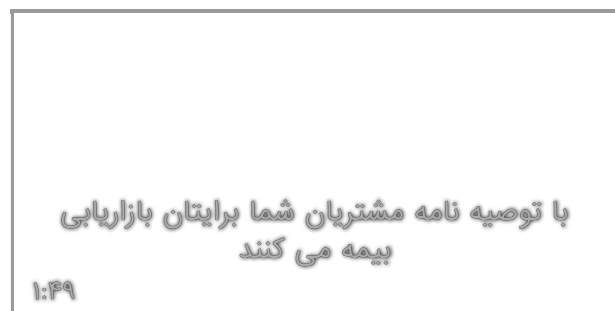 با توصیه نامه مشتریان شما برایتان بازاریابی
بیمه می کنند
۱:۴۹